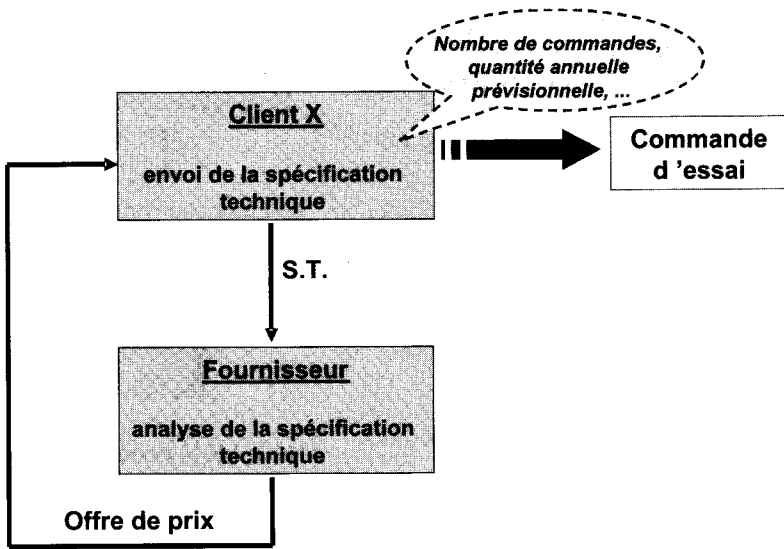 Nombre de commandes,
quantité annuelle
prévisionnelle, ...
Client X
envoi de la spécification
technique
Commande
d 'essai
S.T.
Fournisseur
analyse de la spécification
technique
Offre de prix